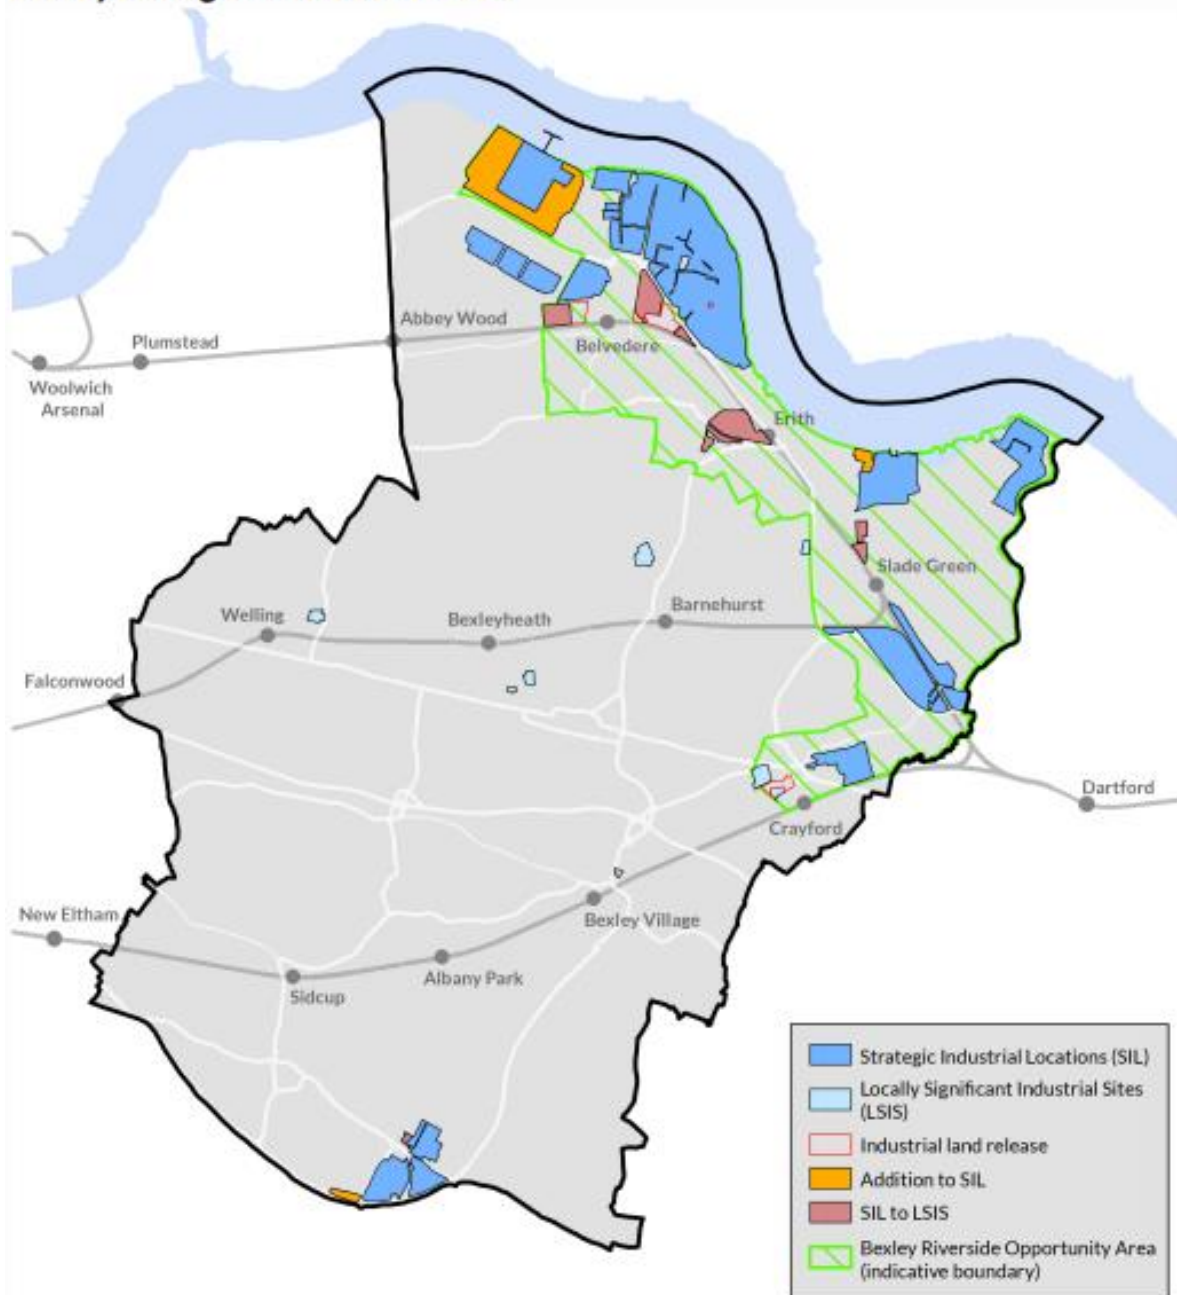 Abbey Wood
Plumstead
Belvedere
Woolwich
Arsenal
Erith
Slade Green
Barnehurst
Welling
Bexleyheath
Falconwood
Dartford
Crayford
New Eltham
Bexley Village
Albany Park
Sidcup
Strategic Industrial Locations (SIL)
Locally Significant Industrial Sites
(LSIS)
Industrial land release
Addition to SIL
SIL to LSIS
Bexley Riverside Opportunity Area
(indicative boundary)